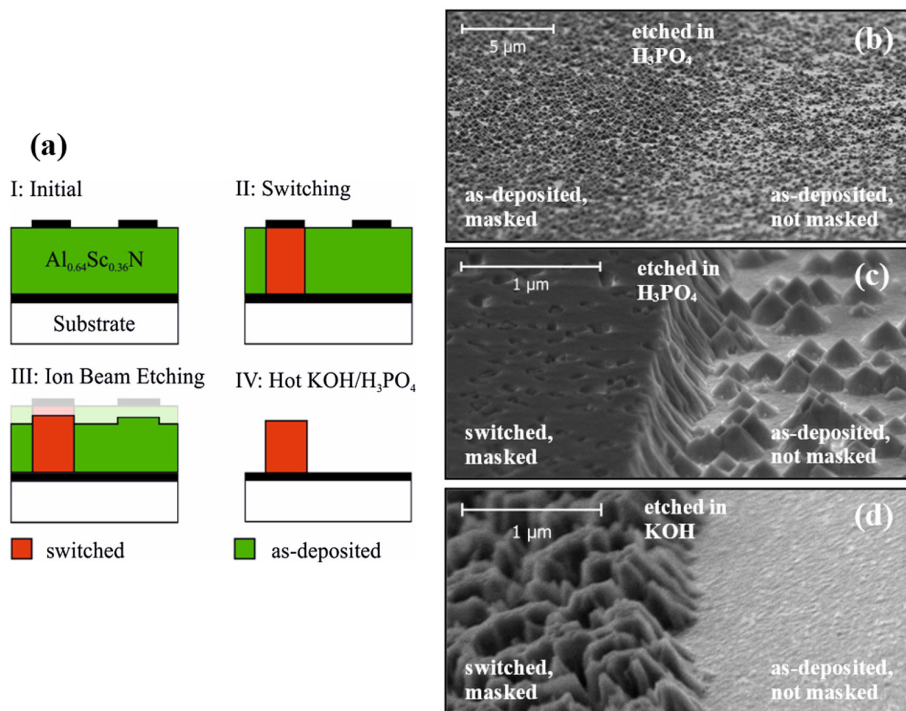 (a)
I: Initial
II: Switching
Al₀.₆₄Sc₀.₃₆N
Substrate
III: Ion Beam Etching
IV: Hot KOH/H₃PO₄
switched
as-deposited
5 µm
etched in
H₃PO₄
(b)
as-deposited,
masked
as-deposited,
not masked
1 µm
etched in
H₃PO₄
(c)
switched,
masked
as-deposited,
not masked
1 µm
etched in
KOH
(d)
switched,
masked
as-deposited,
not masked